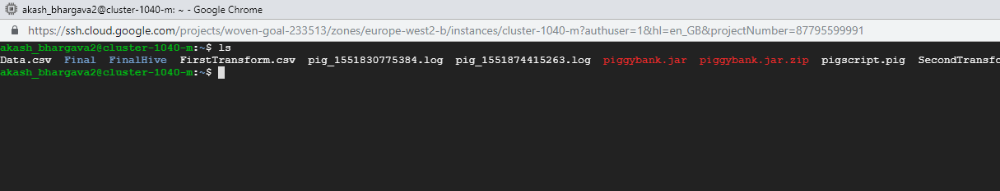 akash_bhargava2@cluster-1040-m: ~ - Google Chrome
https://ssh.cloud.google.com/projects/woven-goal-233513/zones/europe-west2-b/instances/cluster-1040-m?authuser=1&hl=en_GB&projectNumber=87795599991
akash_bhargava2@cluster-1040-m:~$ ls
Data.csv Final FinalHive FirstTransform.csv pig_1551830775384.log pig_1551874415263.log piggybank.jar piggybank.jar.zip pigscript.pig SecondTransfo
akash_bhargava2@cluster-1040-m:~$